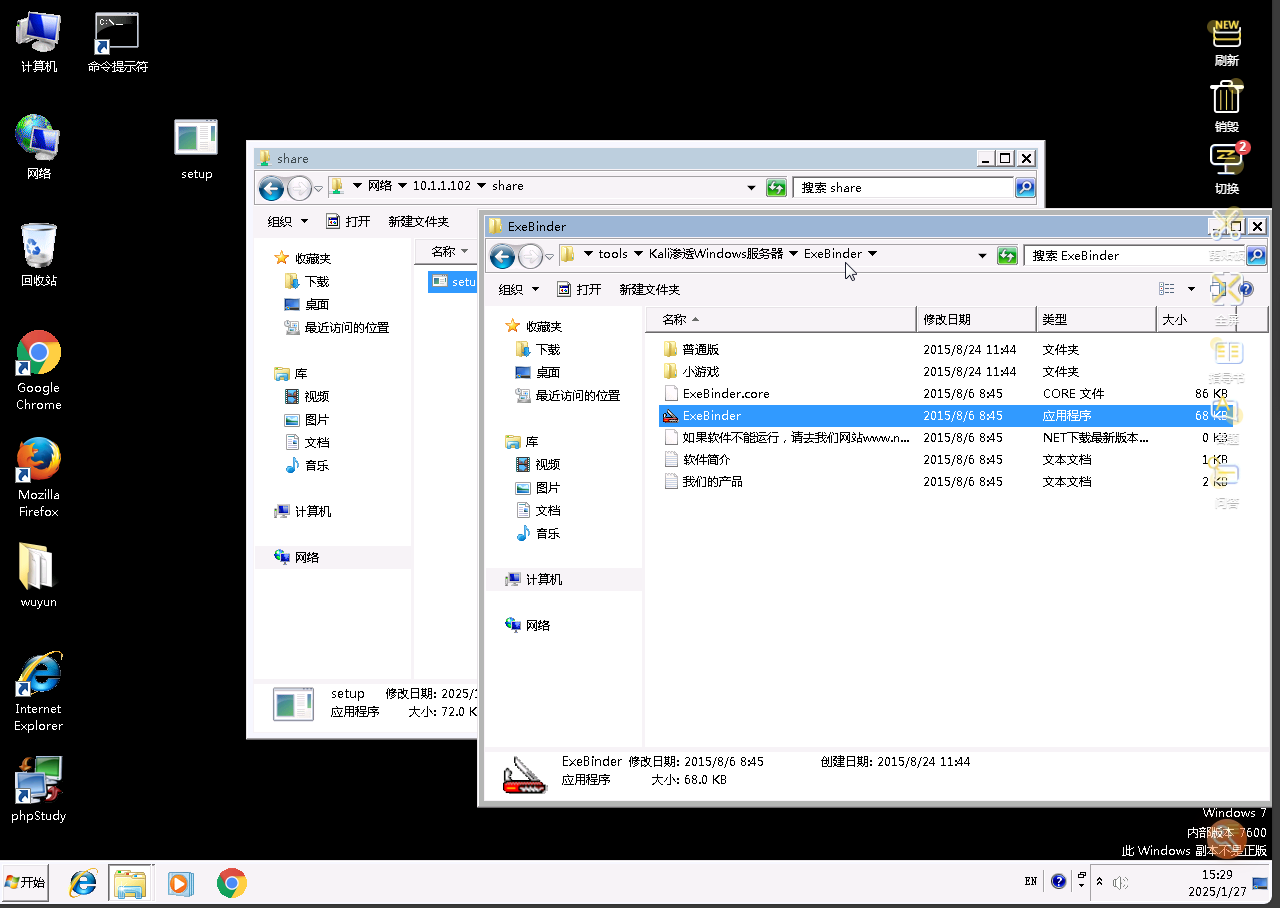 计算机
命令提示符
网络
setup
回收站
Google
Chrome
Mozilla
Firefox
wuyun
Internet
Explorer
phpStudy
NEW
刷新
销毁
2
切换
share
网络 10.1.1.102 share
搜索 share
组织 打开 新建文件夹
名称
收藏夹
下载
桌面
最近访问的位置
库
视频
图片
文档
音乐
计算机
网络
setu
setup 修改日期: 2025/1
应用程序 大小: 72.0 K
ExeBinder
tools Kali渗透Windows服务器 ExeBinder
搜索 ExeBinder
组织 打开 新建文件夹
收藏夹
下载
桌面
最近访问的位置
库
视频
图片
文档
音乐
计算机
网络
名称 修改日期 类型 大小
普通版 2015/8/24 11:44 文件夹
小游戏 2015/8/24 11:44 文件夹
ExeBinder.core 2015/8/6 8:45 CORE 文件 86 KB
ExeBinder 2015/8/6 8:45 应用程序 68 KB
如果软件不能运行，请去我们网站www.n... 2015/8/6 8:45 NET下载最新版本... 0 KB
软件简介 2015/8/6 8:45 文本文档 1 KB
我们的产品 2015/8/6 8:45 文本文档 2 KB
全屏
指导书
问答
ExeBinder 修改日期: 2015/8/6 8:45 创建日期: 2015/8/24 11:44
应用程序 大小: 68.0 KB
Windows 7
内部版本 7600
此 Windows 副本不是正版
开始
EN
15:29
2025/1/27